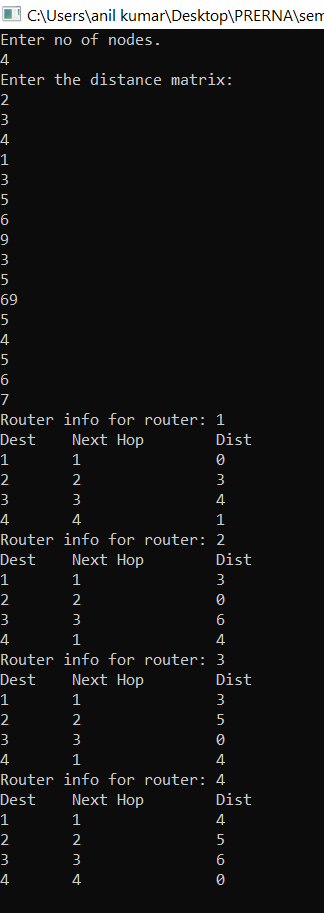 C:\Users\anil kumar\Desktop\PRERNA\sem
Enter no of nodes.
4
Enter the distance matrix:
2
3
4
1
3
5
6
9
3
5
69
5
4
5
6
7
Router info for router: 1
Dest Next Hop Dist
1 1 0
2 2 3
3 3 4
4 4 1
Router info for router: 2
Dest Next Hop Dist
1 1 3
2 2 0
3 3 6
4 1 4
Router info for router: 3
Dest Next Hop Dist
1 1 3
2 2 5
3 3 0
4 1 4
Router info for router: 4
Dest Next Hop Dist
1 1 4
2 2 5
3 3 6
4 4 0